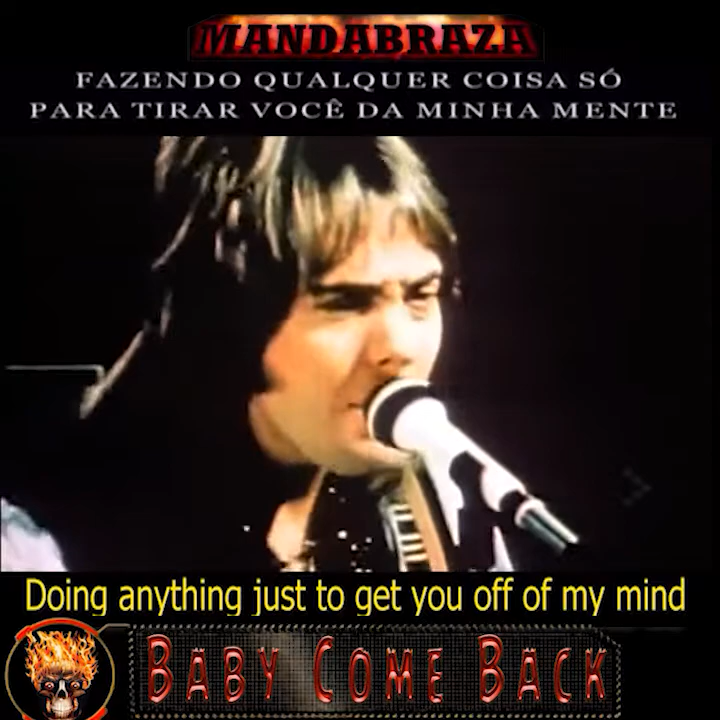 MANDABRAZA
FAZENDO QUALQUER COISA SÓ
PARA TIRAR VOCÊ DA MINHA MENTE
Doing anything just to get you off of my mind
BABY COME BACK